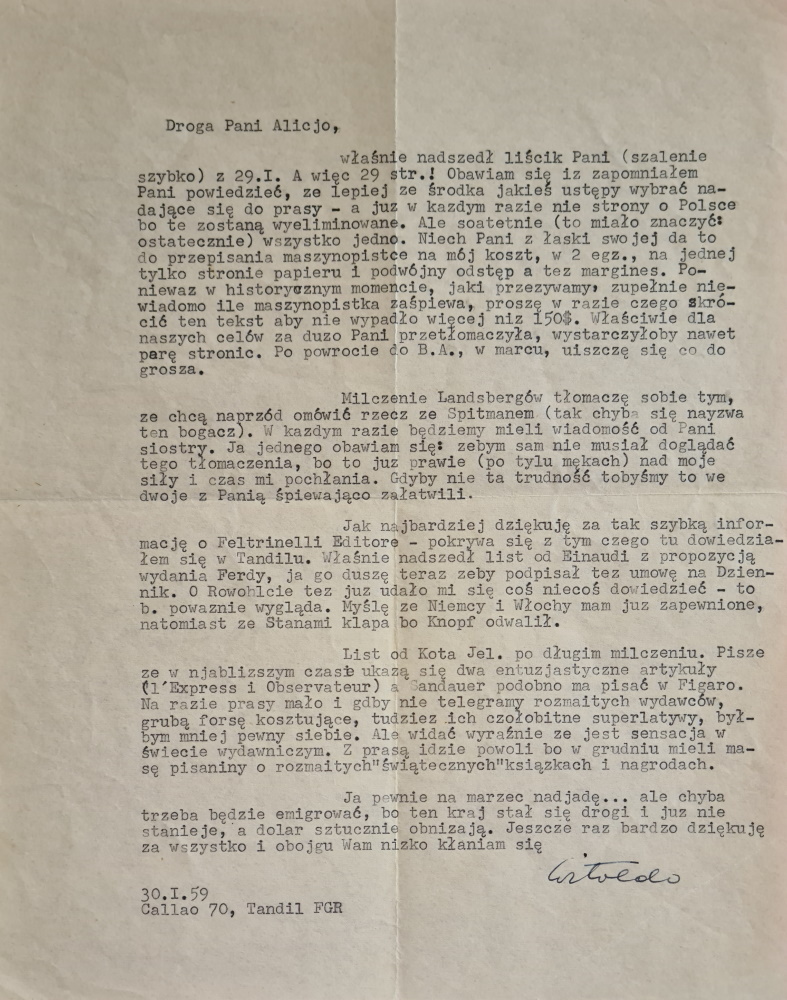 Droga Pani Alicjo,
właśnie nadszedł liścik Pani (szalenie
szybko) z 29.I. A więc 29 str.! Obawiam się iz zapomniałem
Pani powiedzieć, ze lepiej ze środka jakieś ustępy wybrać na-
dające się do prasy - a juz w kazdym razie nie strony o Polsce
bo te zostaną wyeliminowane. Ale soatetnie (to miało znaczyć:
ostatecznie) wszystko jedno. Niech Pani z łaski swojej da to
do przepisania maszynopistce na mój koszt, w 2 egz., na jednej
tylko stronie papieru i podwójny odstęp a tez margines. Po-
niewaz w historycznym momencie, jaki przezywamy, zupełnie nie-
wiadomo ile maszynopistka zaśpiewa, proszę w razie czego skró-
cić ten tekst aby nie wypadło więcej niz 150$. Właściwie dla
naszych celów za duzo Pani przetłomaczyła, wystarczyłoby nawet
parę stronic. Po powrocie do B.A., w marcu, uiszczę się co do
grosza.
Milczenie Landsbergów tłomaczę sobie tym,
ze chcą naprzód omówić rzecz ze Spitmanem (tak chyba się nayzwa
ten bogacz). W kazdym razie będziemy mieli wiadomość od Pani
siostry. Ja jednego obawiam się: zebym sam nie musiał doglądać
tego tłomaczenia, bo to juz prawie (po tylu mękach) nad moje
siły i czas mi pochłania. Gdyby nie ta trudność tobyśmy to we
dwoje z Panią śpiewająco załatwili.
Jak najbardziej dziękuję za tak szybką infor-
mację o Feltrinelli Editore - pokrywa się z tym czego tu dowiedzia-
łem się w Tandilu. Właśnie nadszedł list od Einaudi z propozycją
wydania Ferdy, ja go duszę teraz zeby podpisał tez umowę na Dzien-
nik. O Rowohlcie tez juz udało mi się coś niecoś dowiedzieć - to
b. powaznie wygląda. Myślę ze Niemcy i Włochy mam juz zapewnione,
natomiast ze Stanami klapa bo Knopf odwalił.
List od Kota Jel. po długim milczeniu. Pisze
ze w njablizszym czasie ukazą się dwa entuzjastyczne artykuły
(l'Express i Observateur) a Sandauer podobno ma pisać w Figaro.
Na razie prasy mało i gdby nie telegramy rozmaitych wydawców,
grubą forsę kosztujące, tudziez ich czołobitne superlatywy, był-
bym mniej pewny siebie. Ale widać wyraźnie ze jest sensacja w
świecie wydawniczym. Z prasą idzie powoli bo w grudniu mieli ma-
sę pisaniny o rozmaitych"świątecznych"ksiązkach i nagrodach.
Ja pewnie na marzec nadjadę... ale chyba
trzeba będzie emigrować, bo ten kraj stał się drogi i juz nie
stanieje, a dolar sztucznie obnizają. Jeszcze raz bardzo dziękuję
za wszystko i obojgu Wam nizko kłaniam się
Witoldo
30.I.59
Callao 70, Tandil FGR